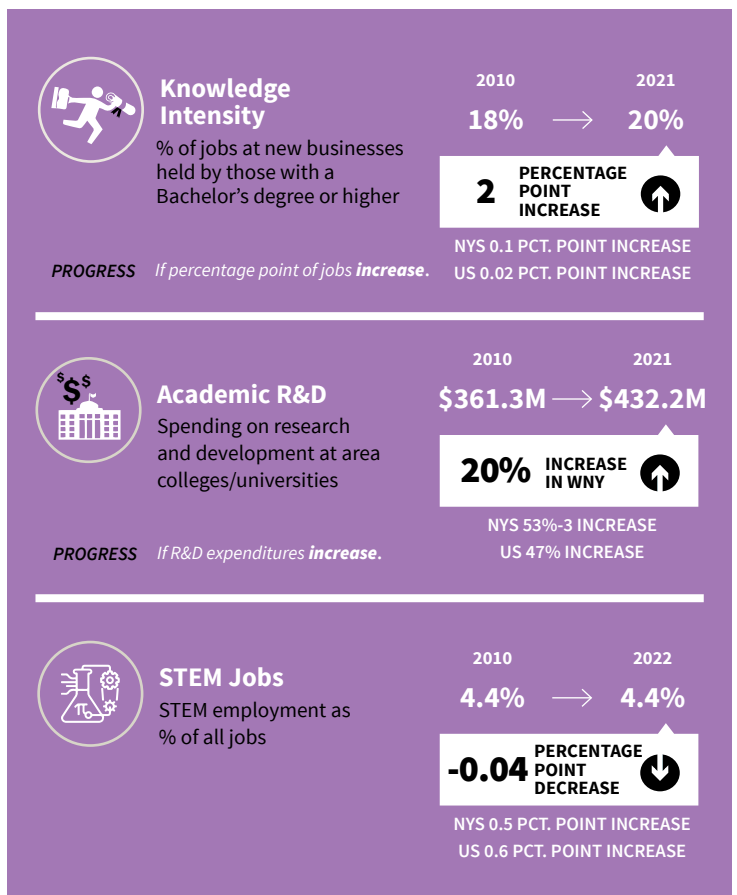 Knowledge
Intensity
% of jobs at new businesses
held by those with a
Bachelor's degree or higher
PROGRESS If percentage point of jobs increase.
2010 2021
18% → 20%
2 PERCENTAGE
POINT
INCREASE
NYS 0.1 PCT. POINT INCREASE
US 0.02 PCT. POINT INCREASE
$ $ $
Academic R&D
Spending on research
and development at area
colleges/universities
PROGRESS If R&D expenditures increase.
2010 2021
$361.3M → $432.2M
20% INCREASE
IN WNY
NYS 53%-3 INCREASE
US 47% INCREASE
π
STEM Jobs
STEM employment as
% of all jobs
2010 2022
4.4% → 4.4%
-0.04 PERCENTAGE
POINT
DECREASE
NYS 0.5 PCT. POINT INCREASE
US 0.6 PCT. POINT INCREASE